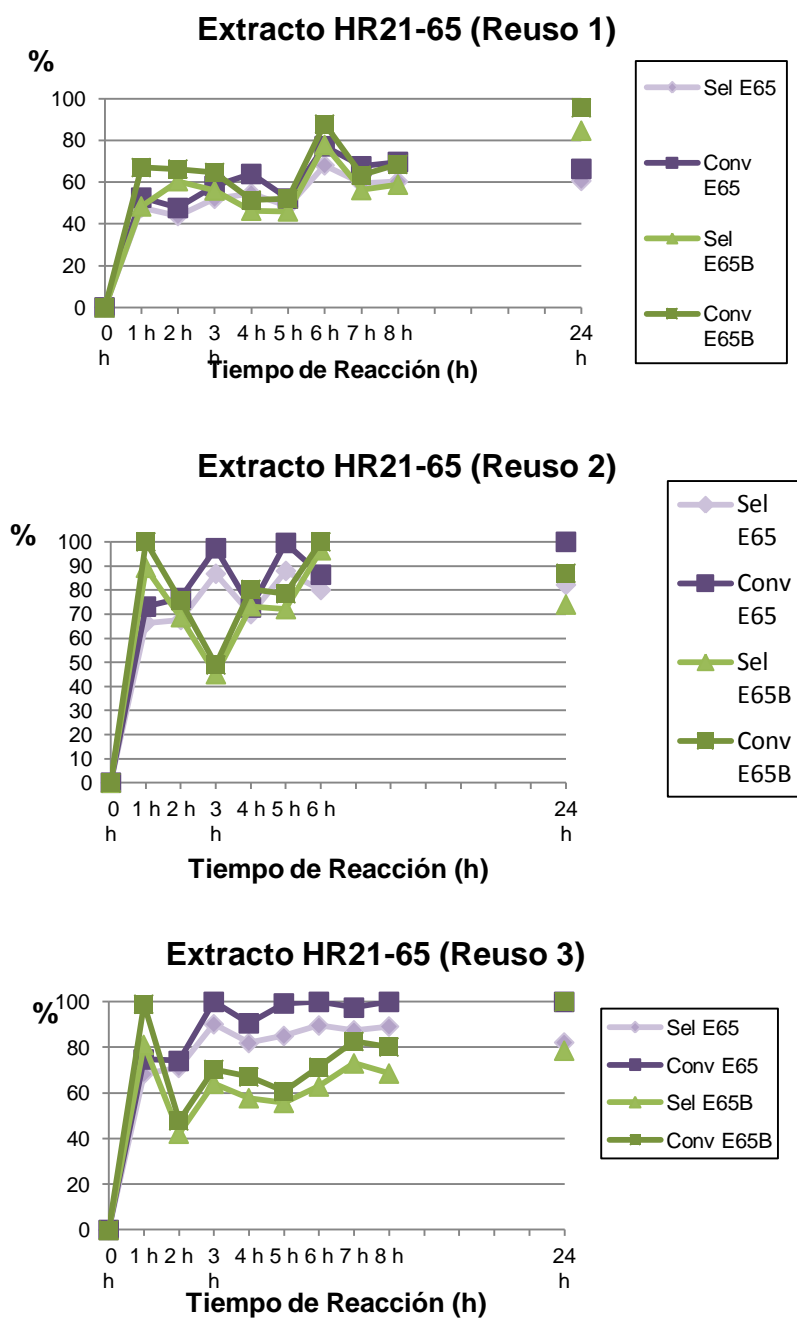 Extracto HR21-65 (Reuso 1)
%
100
80
60
40
20
0
0 h
1 h
2 h
3 h
4 h
5 h
6 h
7 h
8 h
24 h
Tiempo de Reacción (h)
Sel E65
Conv E65
Sel E65B
Conv E65B
Extracto HR21-65 (Reuso 2)
%
100
90
80
70
60
50
40
30
20
10
0
0 h
1 h
2 h
3 h
4 h
5 h
6 h
24 h
Tiempo de Reacción (h)
Sel E65
Conv E65
Sel E65B
Conv E65B
Extracto HR21-65 (Reuso 3)
%
100
80
60
40
20
0
0 h
1 h
2 h
3 h
4 h
5 h
6 h
7 h
8 h
24 h
Tiempo de Reacción (h)
Sel E65
Conv E65
Sel E65B
Conv E65B